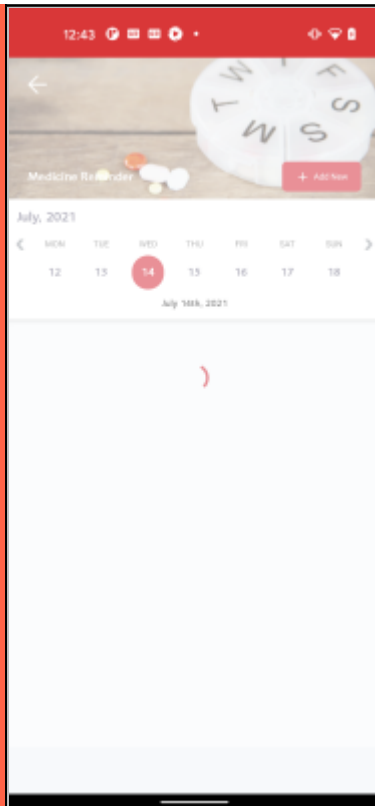 12:43
T W T F S S M
Medicine Reminder
+ Add New
July, 2021
MON TUE WED THU FRI SAT SUN
12 13 14 15 16 17 18
July 14th, 2021